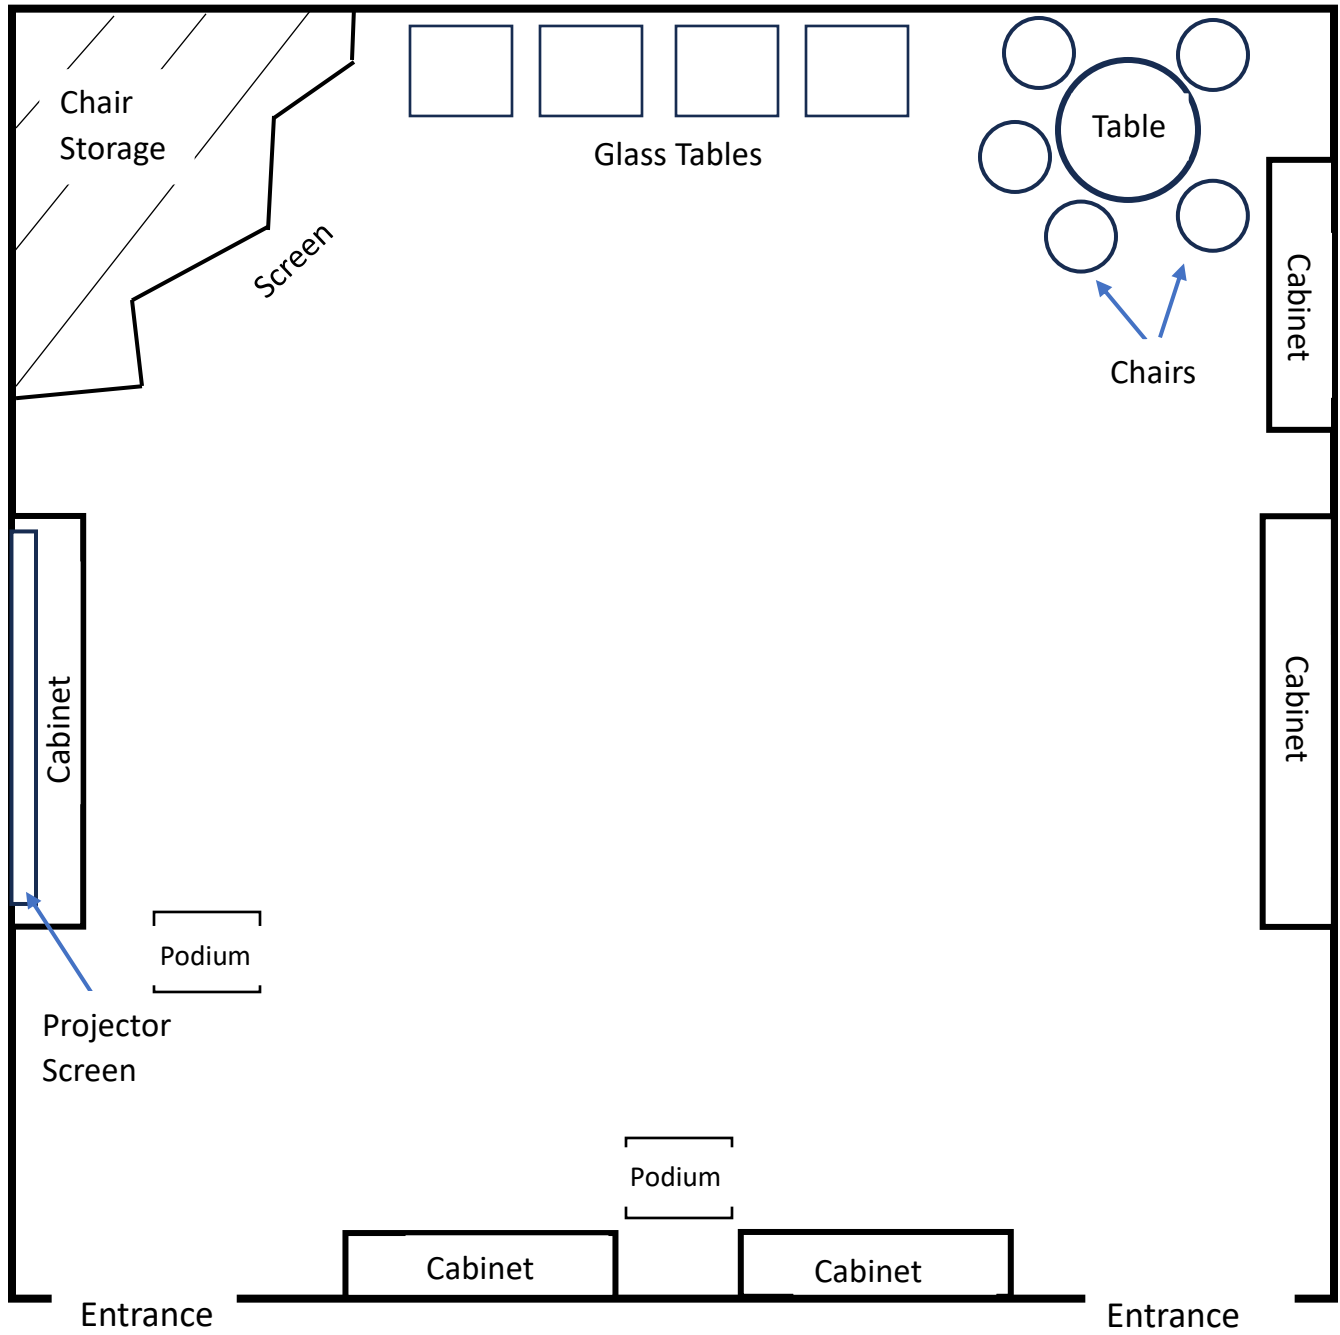 Chair
Storage
Glass Tables
Table
Screen
Cabinet
Chairs
Cabinet
Cabinet
Podium
Projector
Screen
Podium
Cabinet
Cabinet
Entrance
Entrance